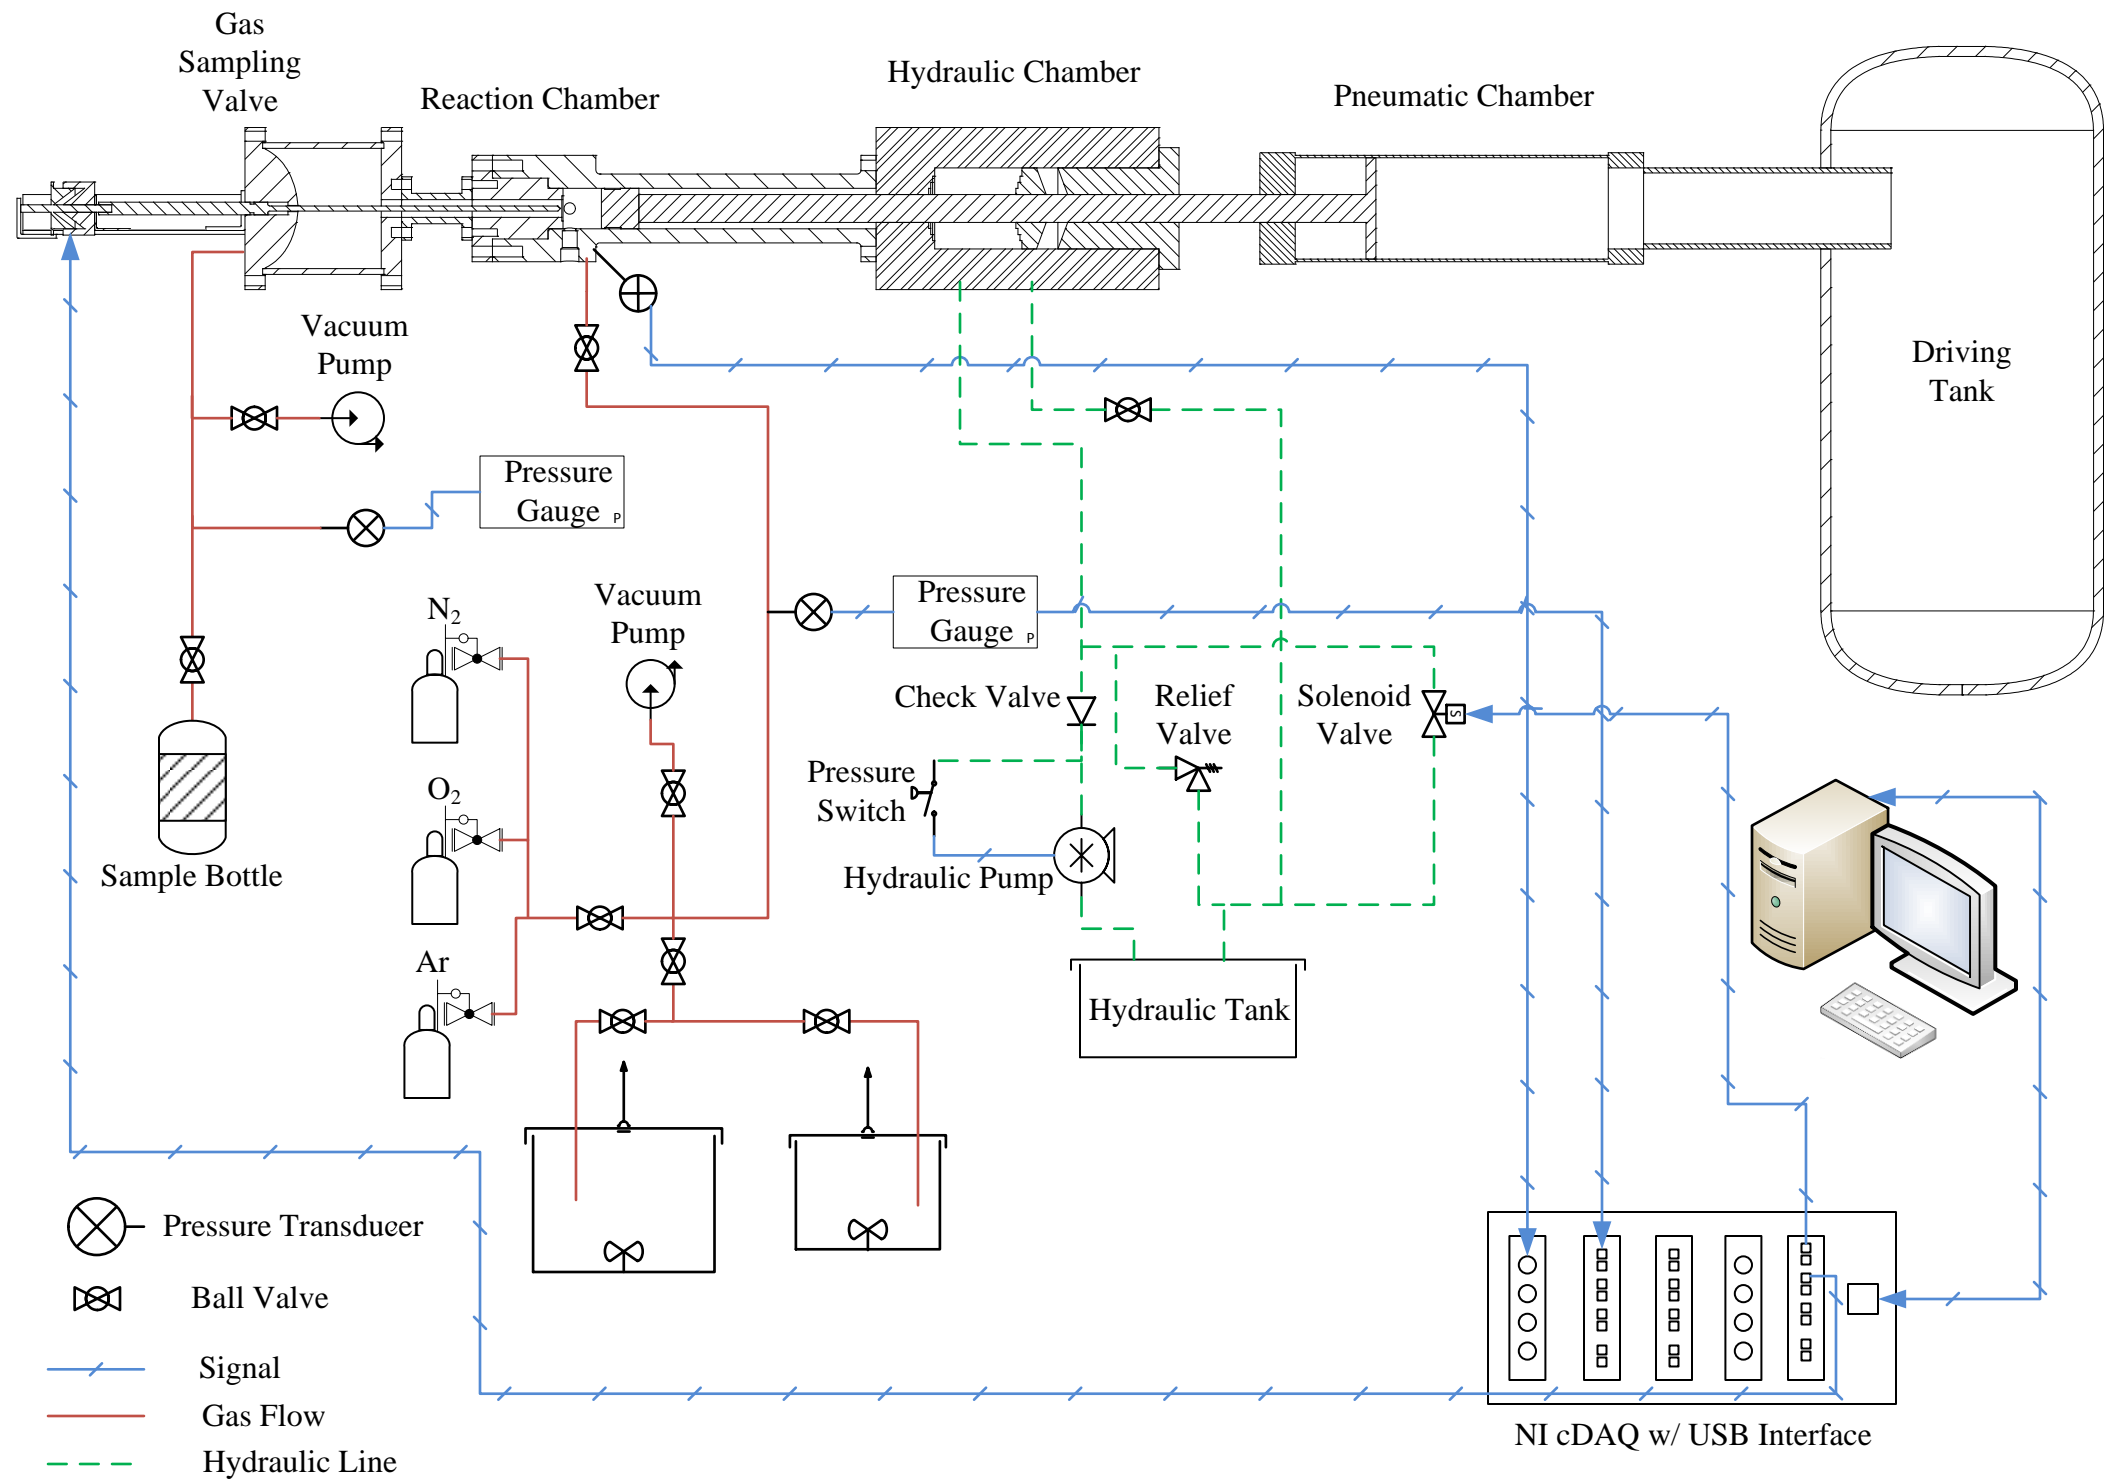 Gas
Sampling
Valve
Reaction Chamber
Hydraulic Chamber
Pneumatic Chamber
Vacuum
Pump
Driving
Tank
Pressure
Gauge P
N2
Vacuum
Pump
Pressure
Gauge P
Check Valve
Relief
Valve
Solenoid
Valve
S
Pressure
Switch
O2
Sample Bottle
Hydraulic Pump
Ar
Hydraulic Tank
Pressure Transducer
Ball Valve
Signal
Gas Flow
Hydraulic Line
NI cDAQ w/ USB Interface